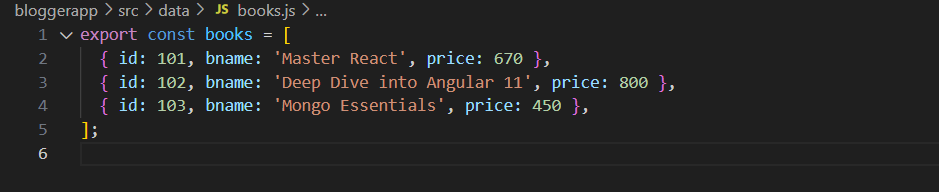 bloggerapp > src > data > JS books.js > ...
1 export const books = [
2 { id: 101, bname: 'Master React', price: 670 },
3 { id: 102, bname: 'Deep Dive into Angular 11', price: 800 },
4 { id: 103, bname: 'Mongo Essentials', price: 450 },
5 ];
6